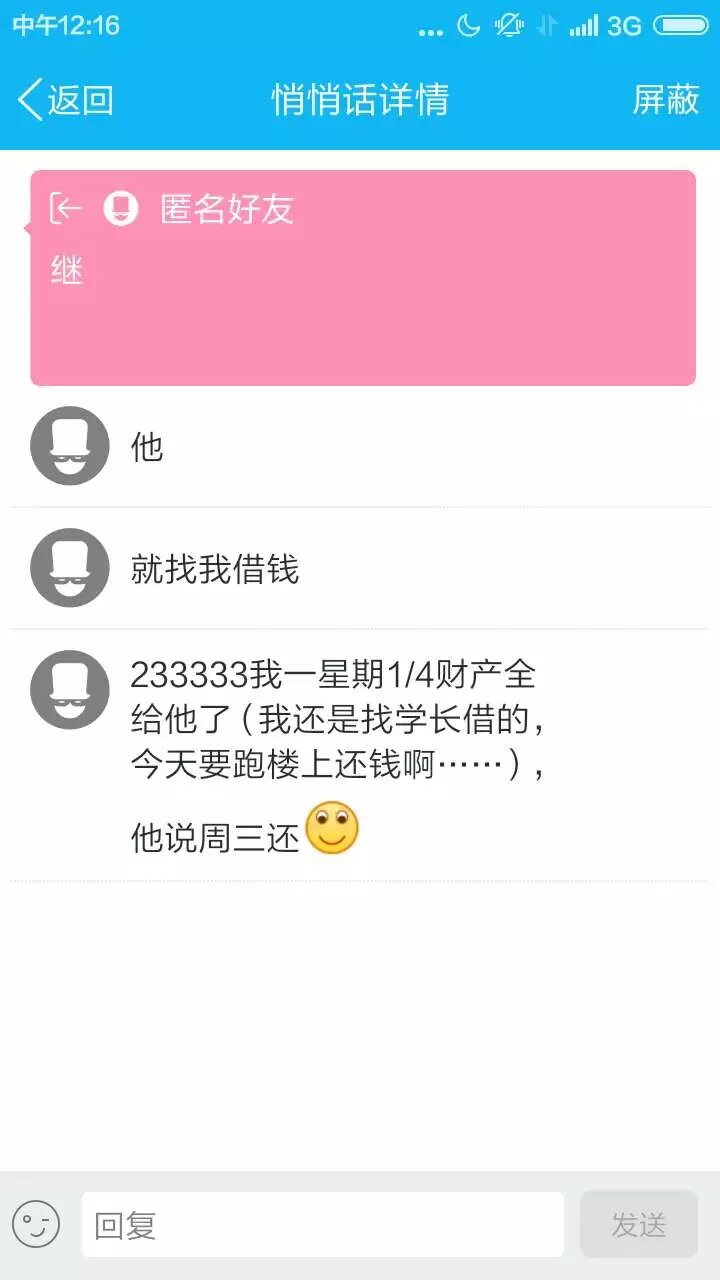 中午12:16
... 3G
返回
悄悄话详情
屏蔽
匿名好友
继
他
就找我借钱
233333我一星期1/4财产全
给他了(我还是找学长借的,
今天要跑楼上还钱啊……),
他说周三还
回复
发送